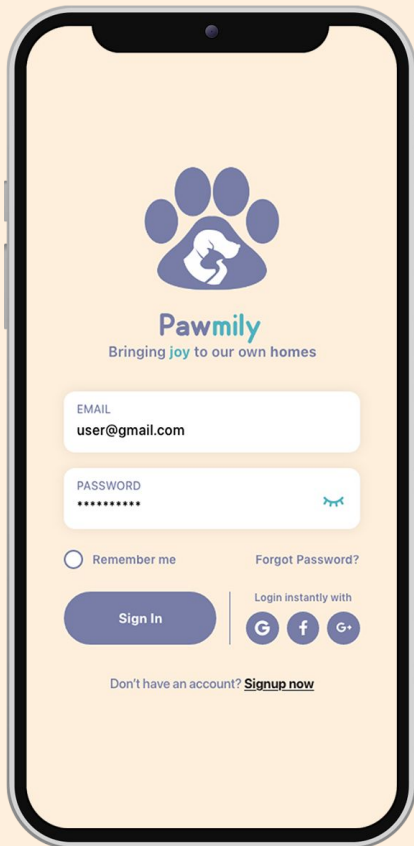 Pawmily
Bringing joy to our own homes
EMAIL
user@gmail.com
PASSWORD
**********
Remember me
Forgot Password?
Sign In
Login instantly with
G f G+
Don't have an account? Signup now